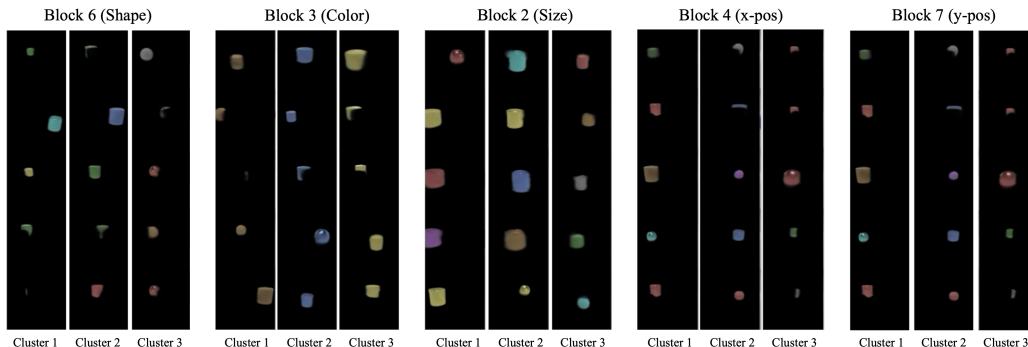 Block 6 (Shape) Block 3 (Color) Block 2 (Size) Block 4 (x-pos) Block 7 (y-pos)
Cluster 1 Cluster 2 Cluster 3 Cluster 1 Cluster 2 Cluster 3 Cluster 1 Cluster 2 Cluster 3 Cluster 1 Cluster 2 Cluster 3 Cluster 1 Cluster 2 Cluster 3